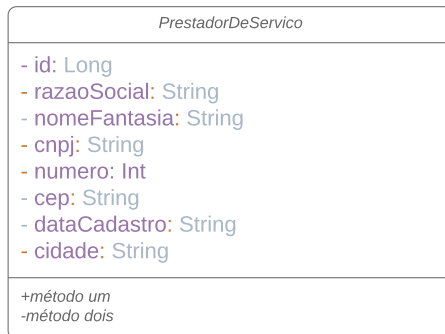 PrestadorDeServico
- id: Long
- razaoSocial: String
- nomeFantasia: String
- cnpj: String
- numero: Int
- cep: String
- dataCadastro: String
- cidade: String
+método um
-método dois